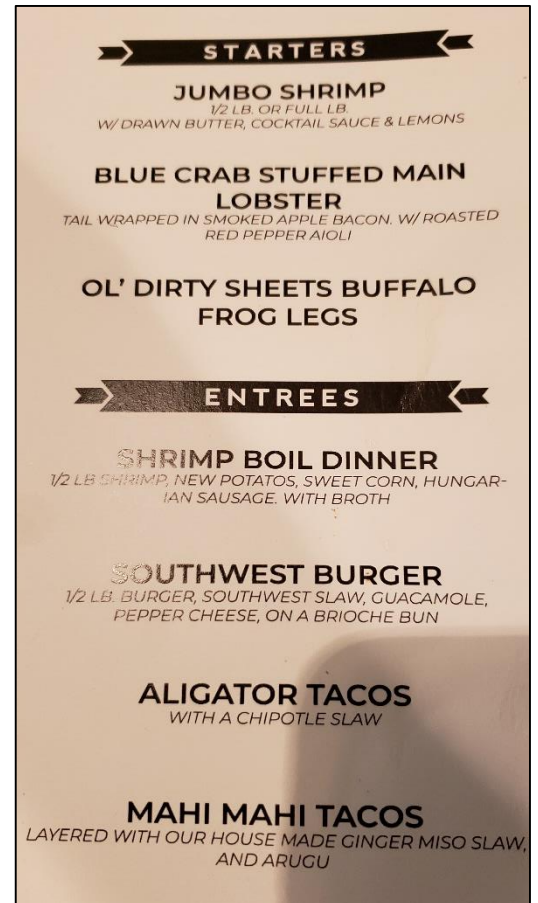 STARTERS
JUMBO SHRIMP
1/2 LB. OR FULL LB.
W/ DRAWN BUTTER, COCKTAIL SAUCE & LEMONS
BLUE CRAB STUFFED MAIN
LOBSTER
TAIL WRAPPED IN SMOKED APPLE BACON. W/ ROASTED
RED PEPPER AIOLI
OL' DIRTY SHEETS BUFFALO
FROG LEGS
ENTREES
SHRIMP BOIL DINNER
1/2 LB SHRIMP, NEW POTATOS, SWEET CORN, HUNGAR-
IAN SAUSAGE. WITH BROTH
SOUTHWEST BURGER
1/2 LB. BURGER, SOUTHWEST SLAW, GUACAMOLE,
PEPPER CHEESE, ON A BRIOCHE BUN
ALIGATOR TACOS
WITH A CHIPOTLE SLAW
MAHI MAHI TACOS
LAYERED WITH OUR HOUSE MADE GINGER MISO SLAW,
AND ARUGU